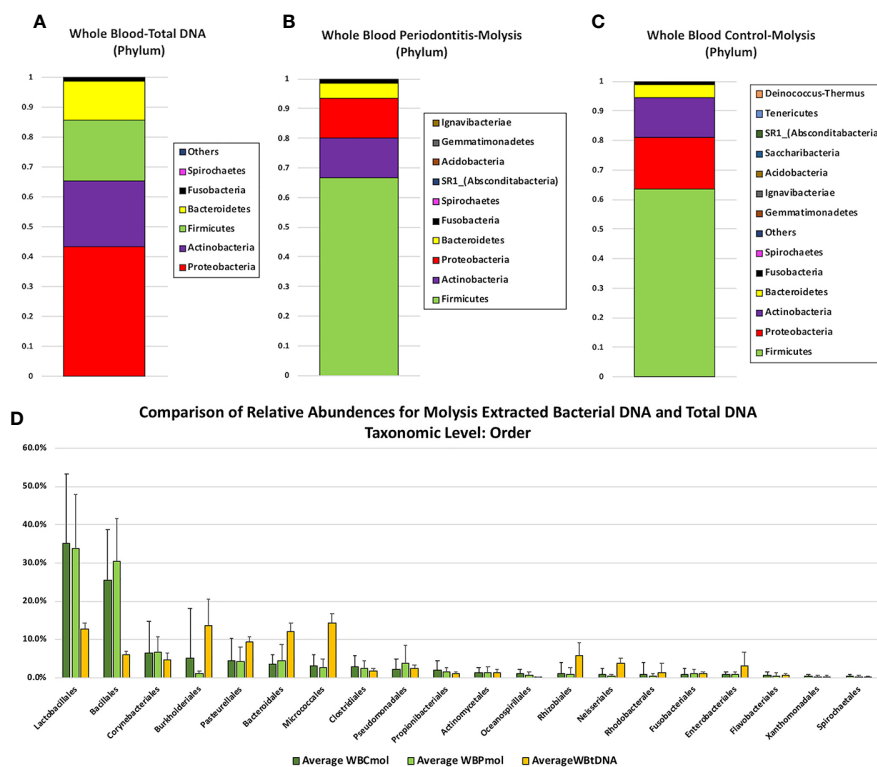 A
Whole Blood-Total DNA
(Phylum)
1
0.9
0.8
0.7
0.6
0.5
0.4
0.3
0.2
0.1
0
Others
Spirochaetes
Fusobacteria
Bacteroidetes
Firmicutes
Actinobacteria
Proteobacteria
B
Whole Blood Periodontitis-Molysis
(Phylum)
1
0.9
0.8
0.7
0.6
0.5
0.4
0.3
0.2
0.1
0
Ignavibacteriae
Gemmatimonadetes
Acidobacteria
SR1_(Absconditabacteria)
Spirochaetes
Fusobacteria
Bacteroidetes
Proteobacteria
Actinobacteria
Firmicutes
C
Whole Blood Control-Molysis
(Phylum)
1
0.9
0.8
0.7
0.6
0.5
0.4
0.3
0.2
0.1
0
Deinococcus-Thermus
Tenericutes
SR1_(Absconditabacteria)
Saccharibacteria
Acidobacteria
Ignavibacteriae
Gemmatimonadetes
Others
Spirochaetes
Fusobacteria
Bacteroidetes
Actinobacteria
Proteobacteria
Firmicutes
D
Comparison of Relative Abundences for Molysis Extracted Bacterial DNA and Total DNA
Taxonomic Level: Order
60.0%
50.0%
40.0%
30.0%
20.0%
10.0%
0.0%
Lactobacillales
Bacillales
Corynebacteriales
Burkholderiales
Pasteurellales
Bacteroidales
Micrococcales
Clostridiales
Pseudomonadales
Propionibacteriales
Actinomycetales
Oceanospirillales
Rhizobiales
Neisseriales
Rhodobacterales
Fusobacteriales
Enterobacteriales
Flavobacteriales
Xanthomonadales
Spirochaetales
Average WBCmol
Average WBPmol
AverageWBtDNA